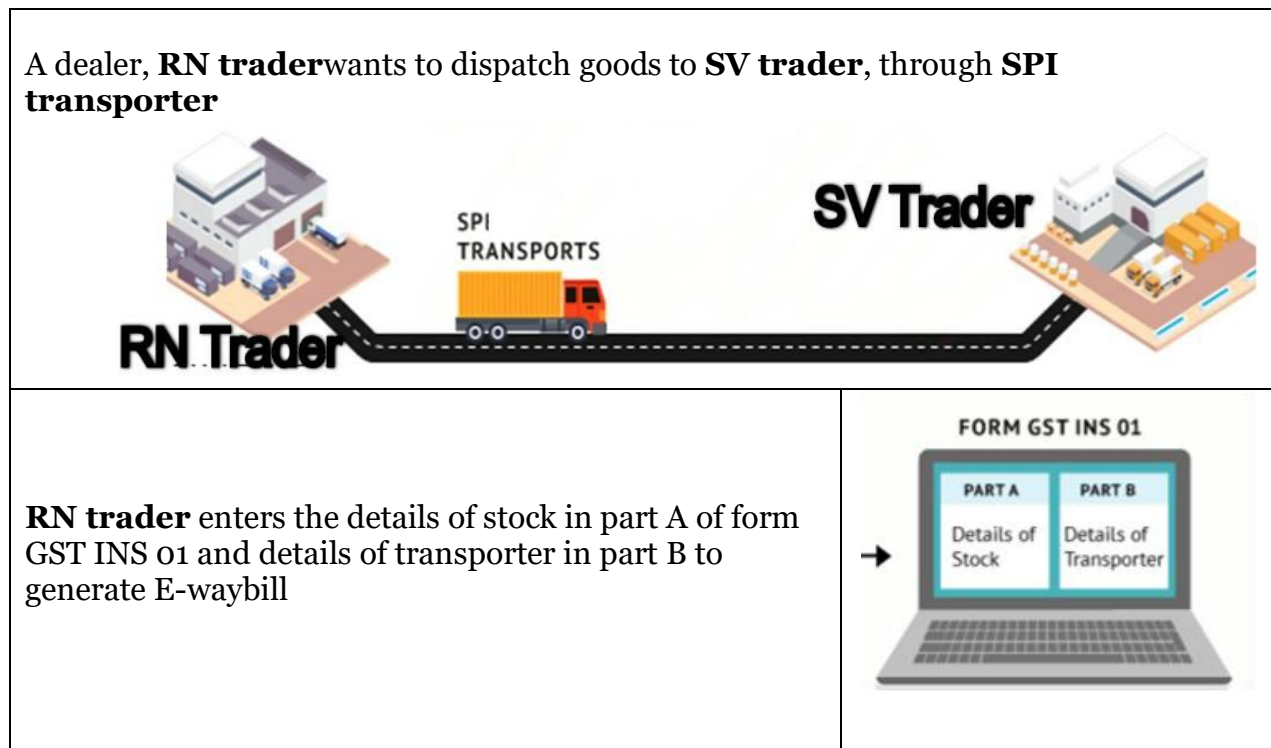 A dealer, RN traderwants to dispatch goods to SV trader, through SPI
transporter
SPI
TRANSPORTS
SV Trader
RN Trader
RN trader enters the details of stock in part A of form
GST INS 01 and details of transporter in part B to
generate E-waybill
FORM GST INS 01
PART A
Details of
Stock
PART B
Details of
Transporter